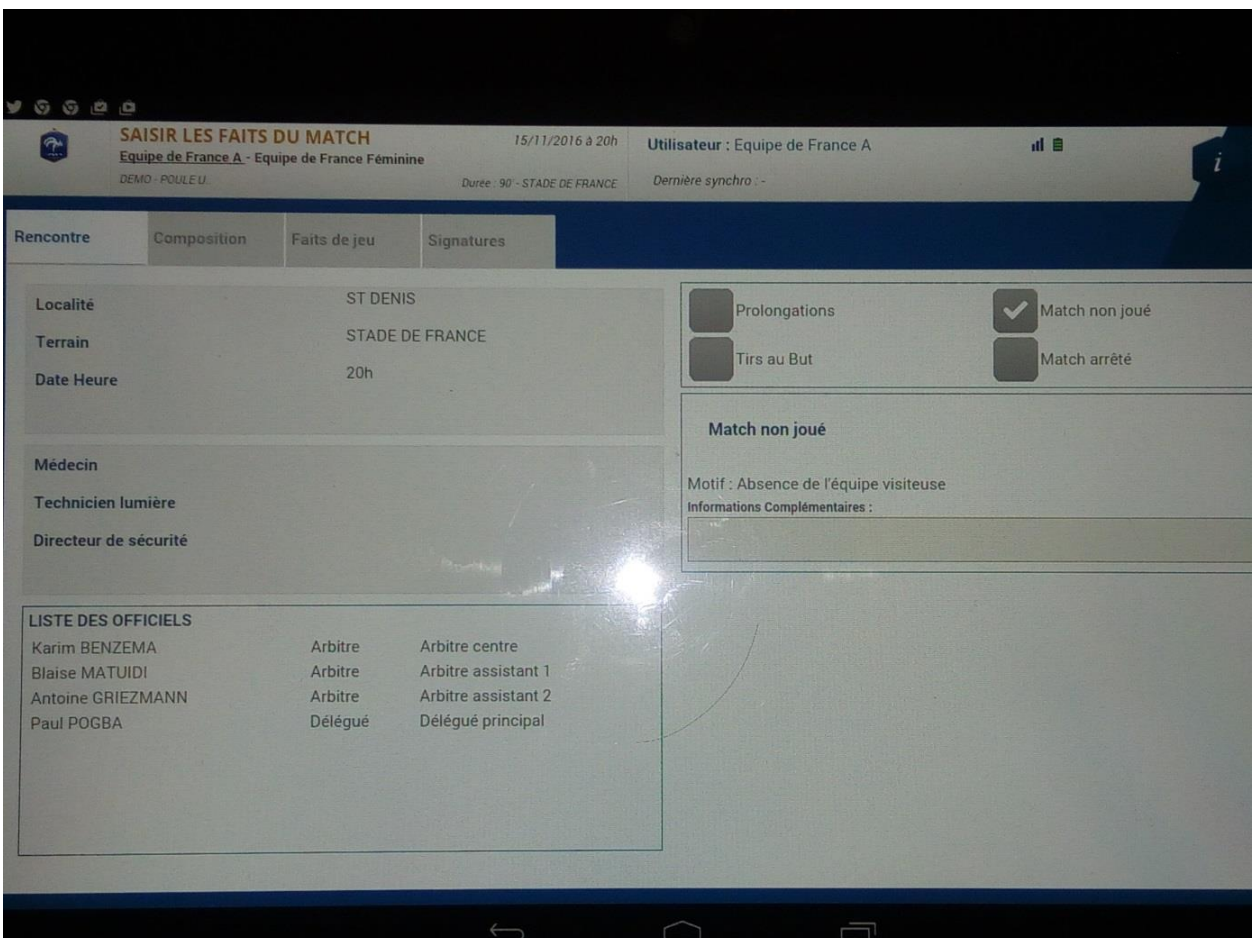 SAISIR LES FAITS DU MATCH
Equipe de France A - Equipe de France Féminine
DEMO - POULE U.
15/11/2016 à 20h
Durée : 90' - STADE DE FRANCE
Utilisateur : Equipe de France A
Dernière synchro : -
i
Rencontre Composition Faits de jeu Signatures
Localité ST DENIS
Terrain STADE DE FRANCE
Date Heure 20h
Médecin
Technicien lumière
Directeur de sécurité
LISTE DES OFFICIELS
Karim BENZEMA Arbitre Arbitre centre
Blaise MATUIDI Arbitre Arbitre assistant 1
Antoine GRIEZMANN Arbitre Arbitre assistant 2
Paul POGBA Délégué Délégué principal
Prolongations Match non joué
Tirs au But Match arrêté
Match non joué
Motif : Absence de l'équipe visiteuse
Informations Complémentaires :